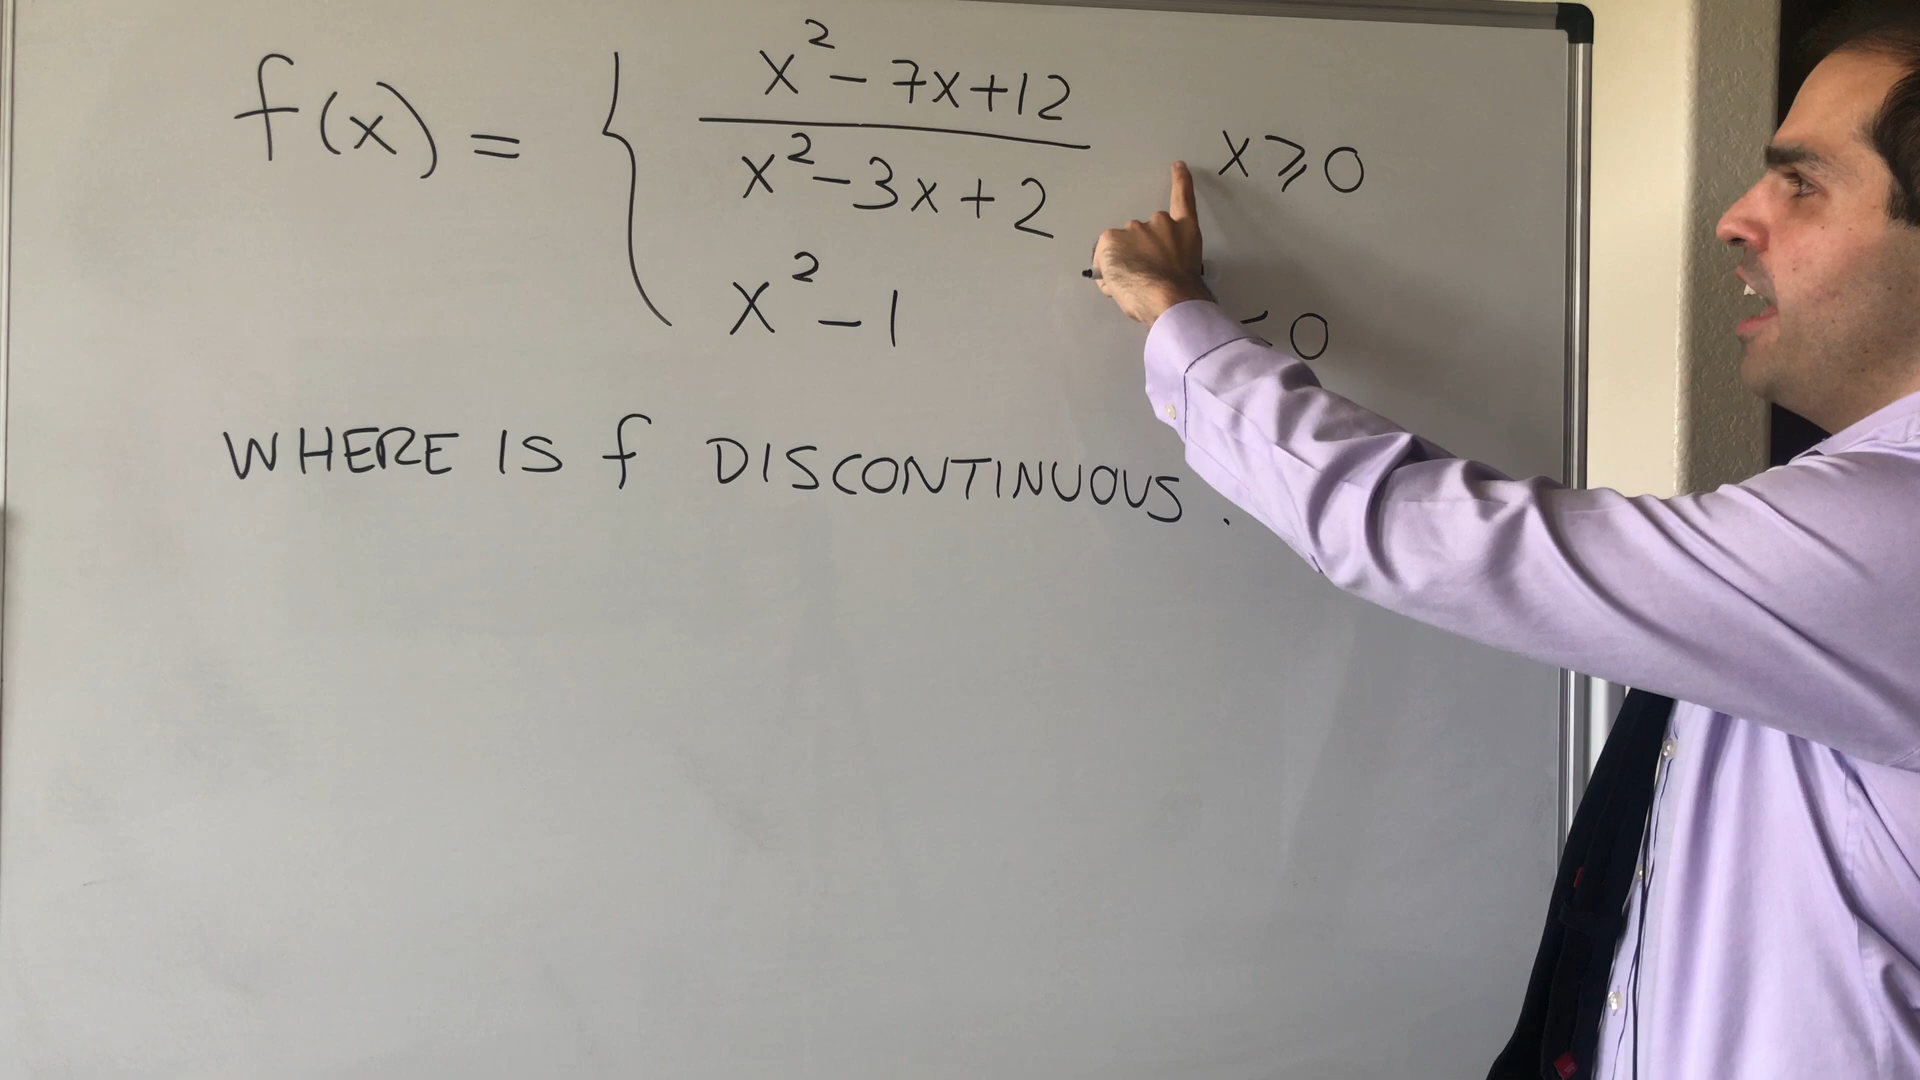 f(x) = { x² - 7x + 12 / x² - 3x + 2 x ⩾ 0
x² - 1 < 0
WHERE IS f DISCONTINUOUS.